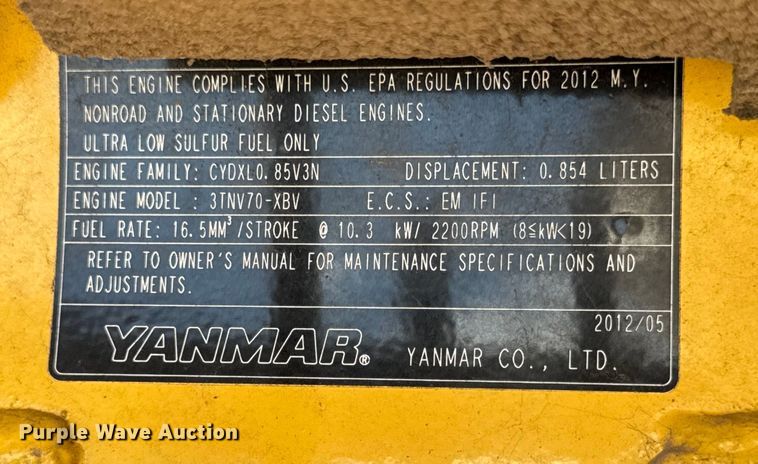 THIS ENGINE COMPLIES WITH U.S. EPA REGULATIONS FOR 2012 M.Y.
NONROAD AND STATIONARY DIESEL ENGINES.
ULTRA LOW SULFUR FUEL ONLY
ENGINE FAMILY: CYDXL0.85V3N DISPLACEMENT: 0.854 LITERS
ENGINE MODEL : 3TNV70-XBV E.C.S.: EM IFI
FUEL RATE: 16.5MM³/STROKE @ 10.3 kW/ 2200RPM (8≦kW<19)
REFER TO OWNER'S MANUAL FOR MAINTENANCE SPECIFICATIONS AND
ADJUSTMENTS.
2012/05
YANMAR® YANMAR CO., LTD.
Purple Wave Auction